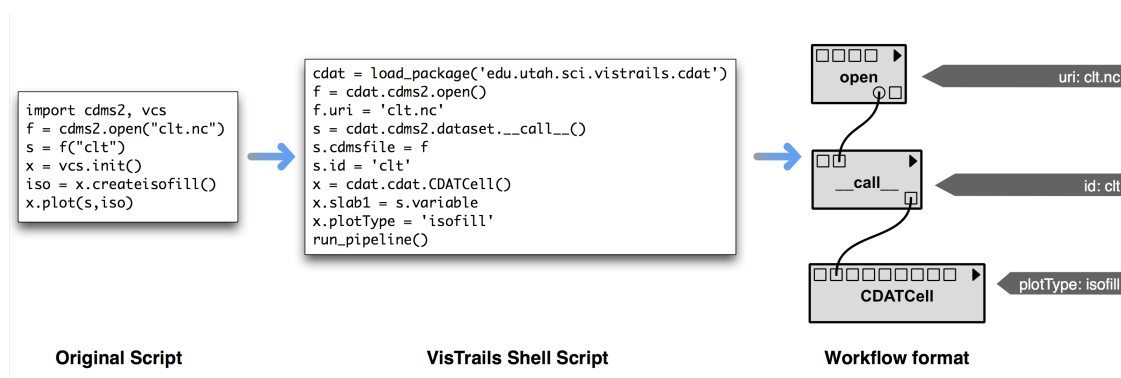 import cdms2, vcs
f = cdms2.open("clt.nc")
s = f("clt")
x = vcs.init()
iso = x.createisofill()
x.plot(s,iso)
cdat = load_package('edu.utah.sci.vistrails.cdat')
f = cdat.cdms2.open()
f.uri = 'clt.nc'
s = cdat.cdms2.dataset.__call__()
s.cdmsfile = f
s.id = 'clt'
x = cdat.cdat.CDATCell()
x.slab1 = s.variable
x.plotType = 'isofill'
run_pipeline()
open
uri: clt.nc
__call__
id: clt
CDATCell
plotType: isofill
Original Script
VisTrails Shell Script
Workflow format